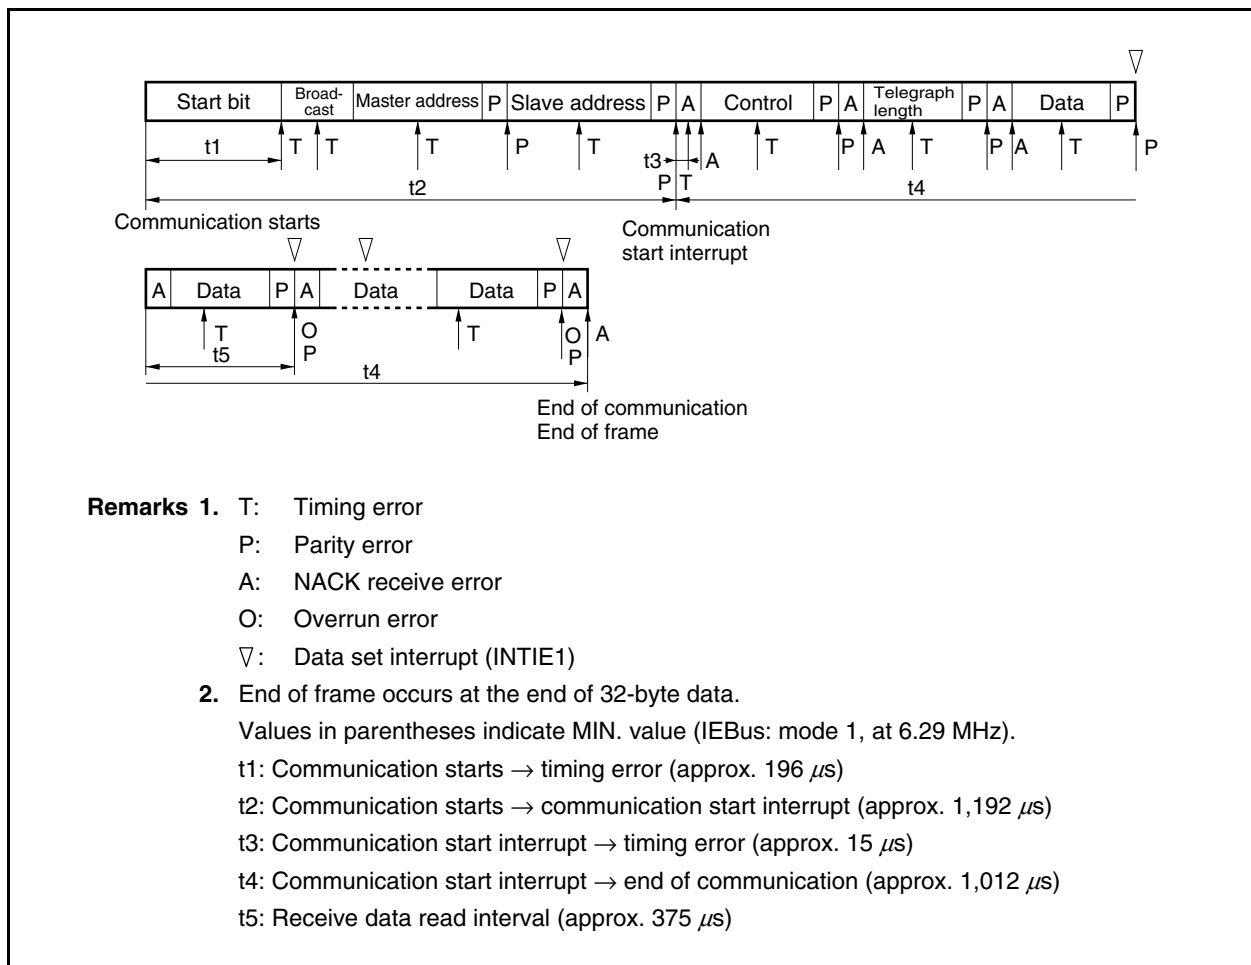 Start bit Broad-cast Master address P Slave address P A Control P A Telegraph length P A Data P
T T T P T A T P A T P A T P
t1 t3 P T
t2 t4
Communication starts
Communication
start interrupt
A Data P A Data Data P A
T O P T O P A
t5
t4
End of communication
End of frame
Remarks 1. T: Timing error
P: Parity error
A: NACK receive error
O: Overrun error
▽: Data set interrupt (INTIE1)
2. End of frame occurs at the end of 32-byte data.
Values in parentheses indicate MIN. value (IEBus: mode 1, at 6.29 MHz).
t1: Communication starts → timing error (approx. 196 μs)
t2: Communication starts → communication start interrupt (approx. 1,192 μs)
t3: Communication start interrupt → timing error (approx. 15 μs)
t4: Communication start interrupt → end of communication (approx. 1,012 μs)
t5: Receive data read interval (approx. 375 μs)